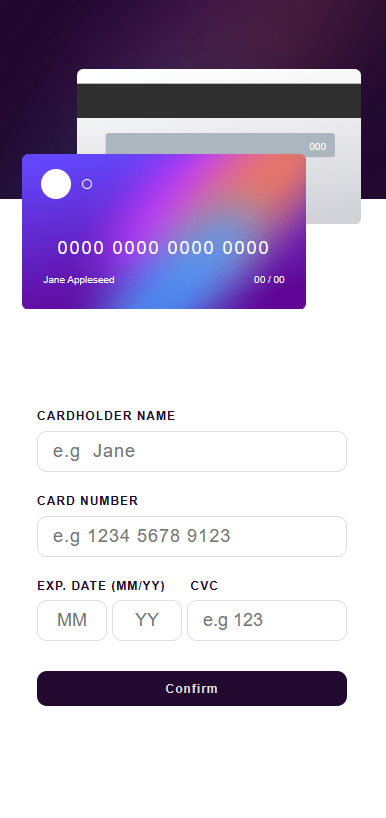 000
0000 0000 0000 0000
Jane Appleseed 00 / 00
CARDHOLDER NAME
e.g  Jane
CARD NUMBER
e.g 1234 5678 9123
EXP. DATE (MM/YY) CVC
MM YY e.g 123
Confirm